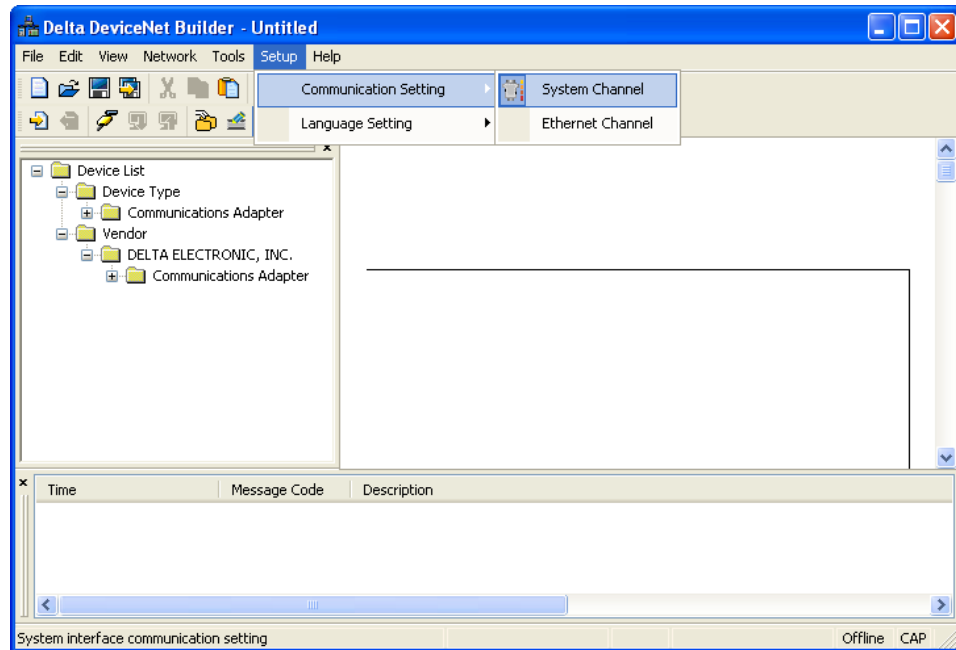 Delta DeviceNet Builder - Untitled
File Edit View Network Tools Setup Help
Communication Setting
System Channel
Language Setting
Ethernet Channel
Device List
Device Type
Communications Adapter
Vendor
DELTA ELECTRONIC, INC.
Communications Adapter
Time Message Code Description
System interface communication setting
Offline CAP